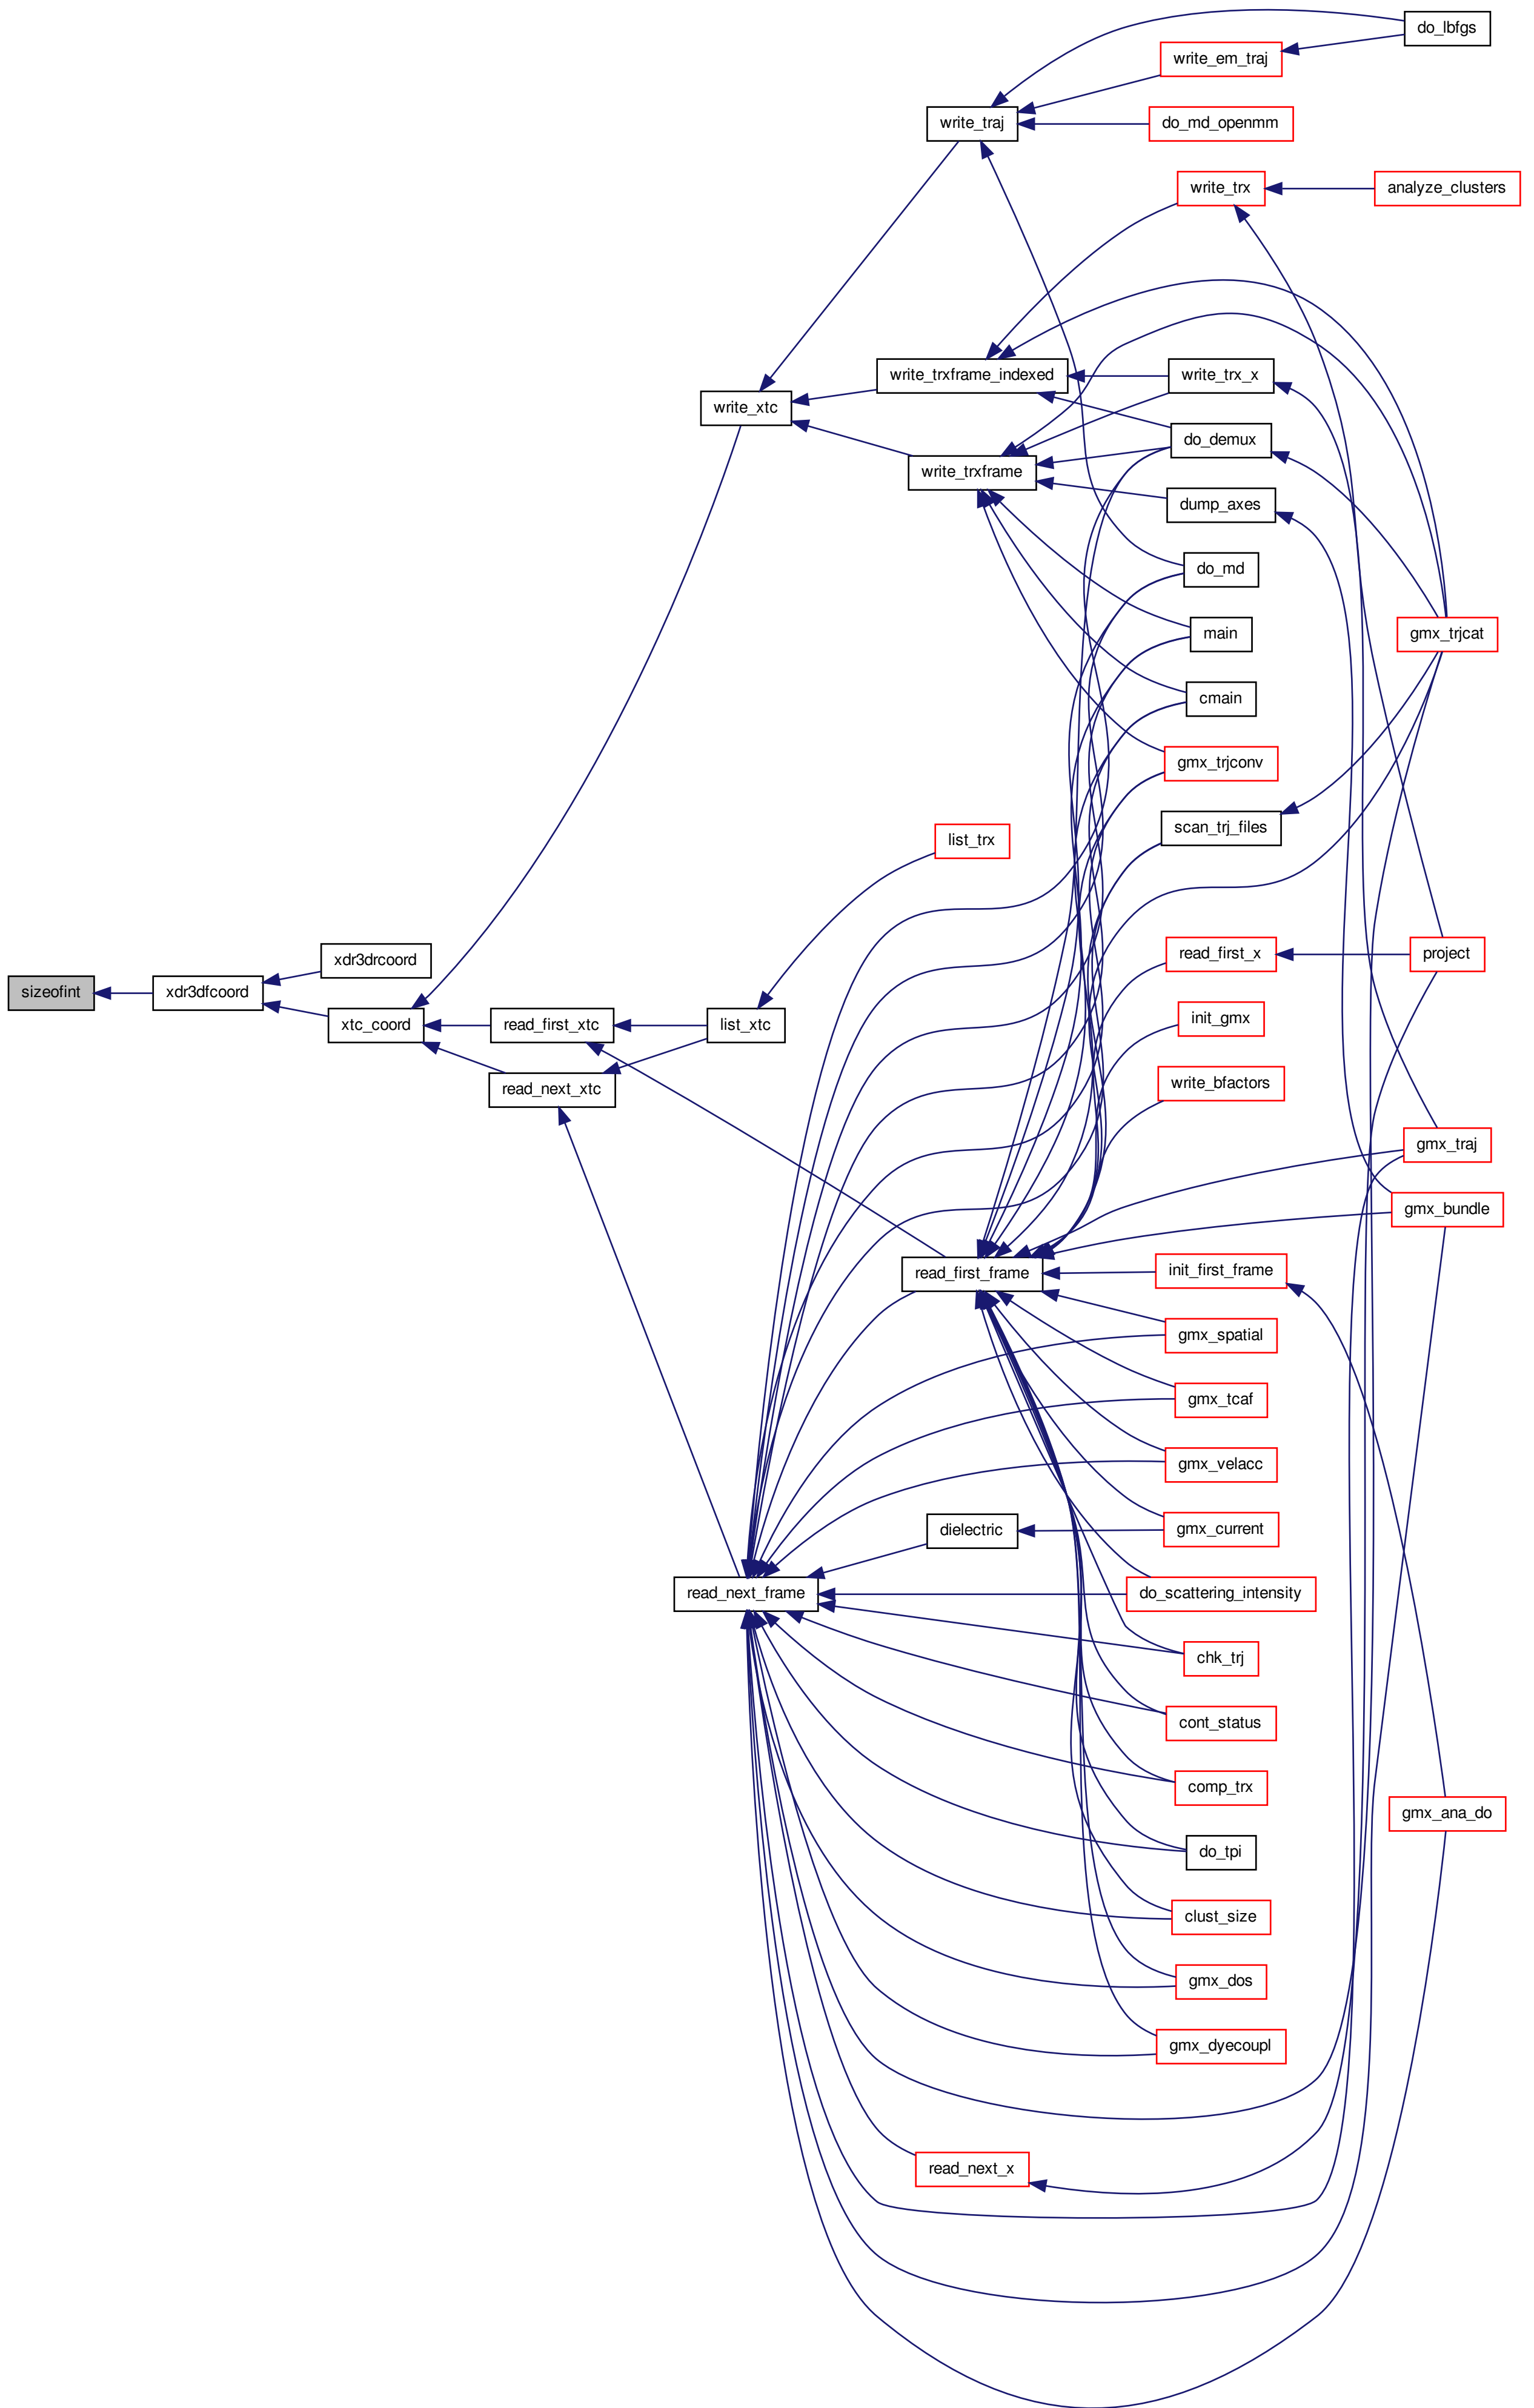 do_lbfgs
write_em_traj
write_traj
do_md_openmm
write_trx
analyze_clusters
write_trxframe_indexed
write_trx_x
write_xtc
do_demux
write_trxframe
dump_axes
do_md
main
gmx_trjcat
cmain
gmx_trjconv
scan_trj_files
list_trx
xdr3drcoord
read_first_x
project
sizeofint
xdr3dfcoord
xtc_coord
read_first_xtc
list_xtc
init_gmx
read_next_xtc
write_bfactors
gmx_traj
gmx_bundle
read_first_frame
init_first_frame
gmx_spatial
gmx_tcaf
gmx_velacc
dielectric
gmx_current
read_next_frame
do_scattering_intensity
chk_trj
cont_status
comp_trx
gmx_ana_do
do_tpi
clust_size
gmx_dos
gmx_dyecoupl
read_next_x